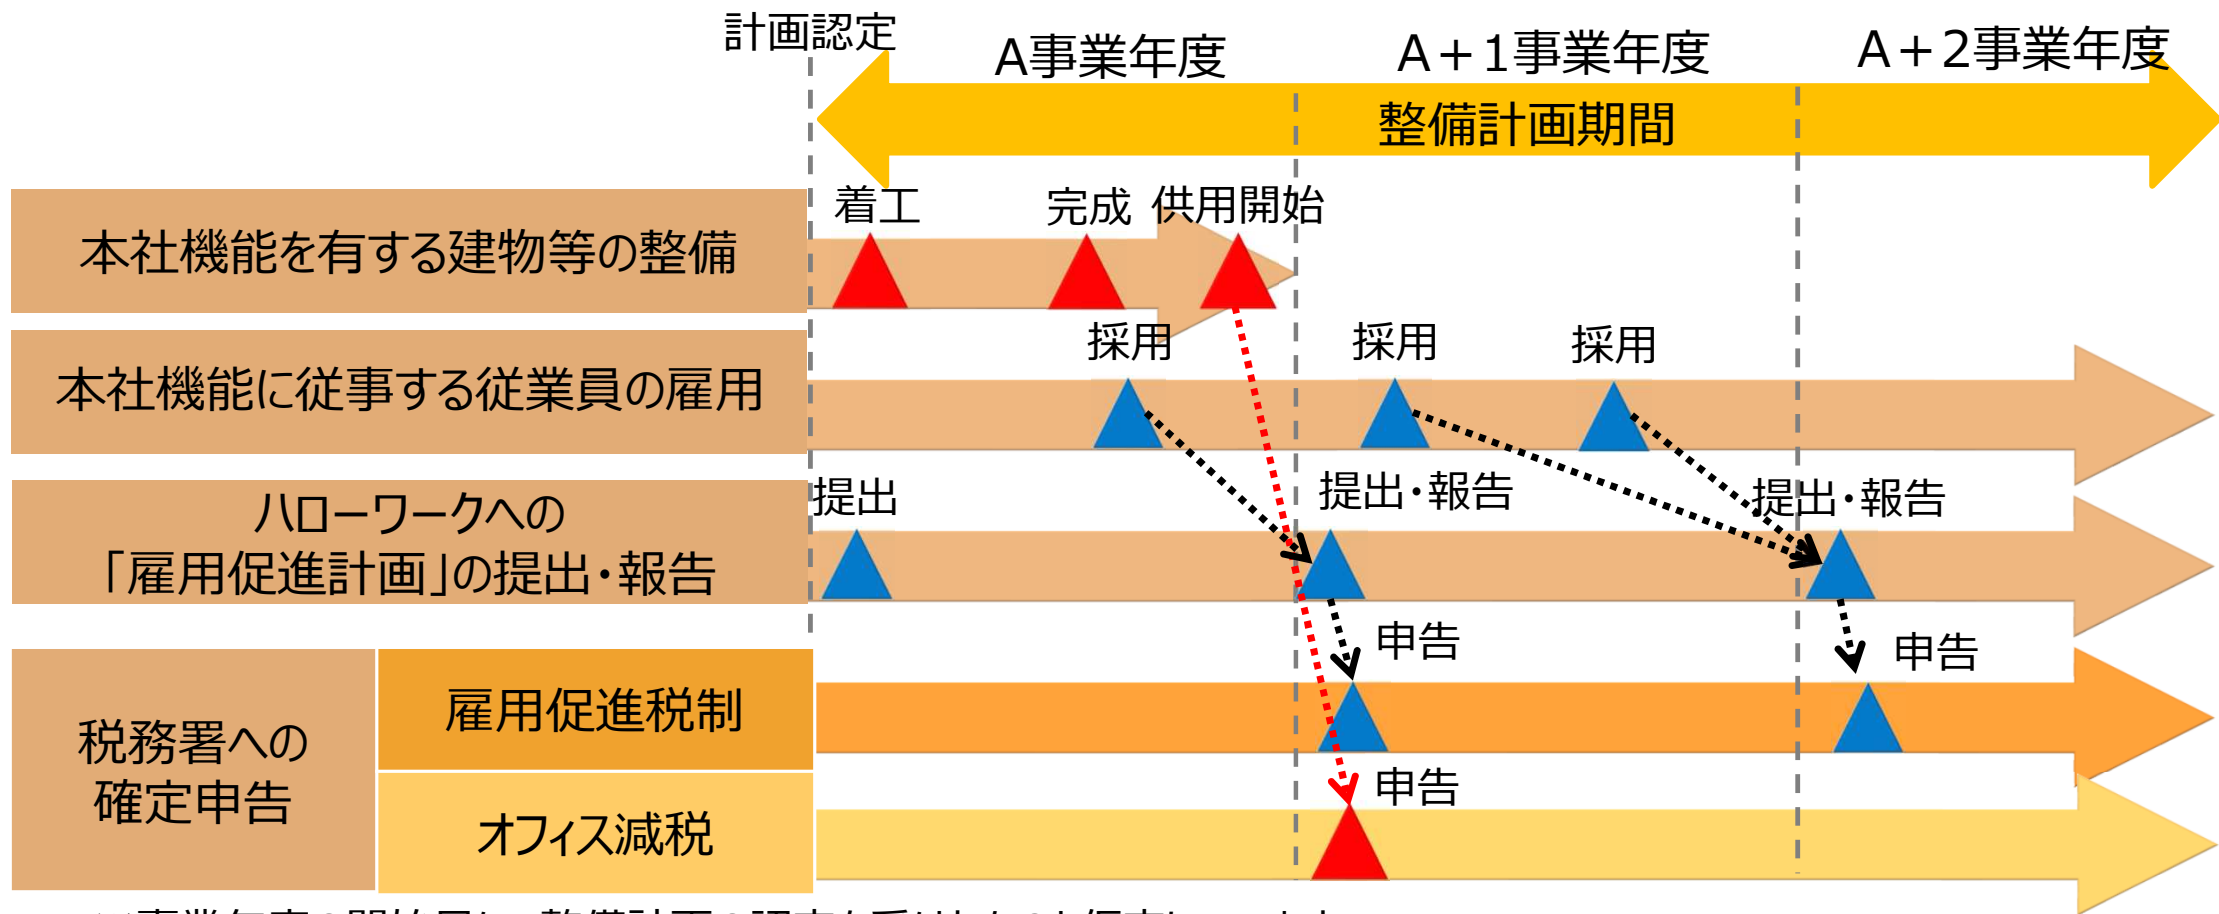 計画認定
A事業年度
A＋1事業年度
A＋2事業年度
整備計画期間
着工
完成
供用開始
本社機能を有する建物等の整備
採用
採用
採用
本社機能に従事する従業員の雇用
提出
提出・報告
提出・報告
ハローワークへの
「雇用促進計画」の提出・報告
申告
申告
税務署への
確定申告
雇用促進税制
申告
オフィス減税